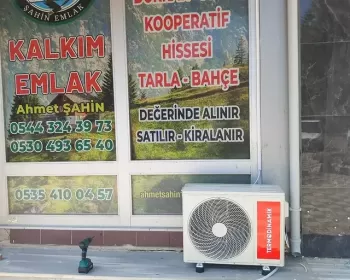 ŞAHİN EMLAK
KALKIM
EMLAK
Ahmet ŞAHİN
0544 324 39 73
0530 493 65 40
0535 410 04 57
KOOPERATİF
HİSSESİ
TARLA - BAHÇE
DEĞERİNDE ALINIR
SATILIR - KİRALANIR
ahmetsahin
TERMODİNAMİK